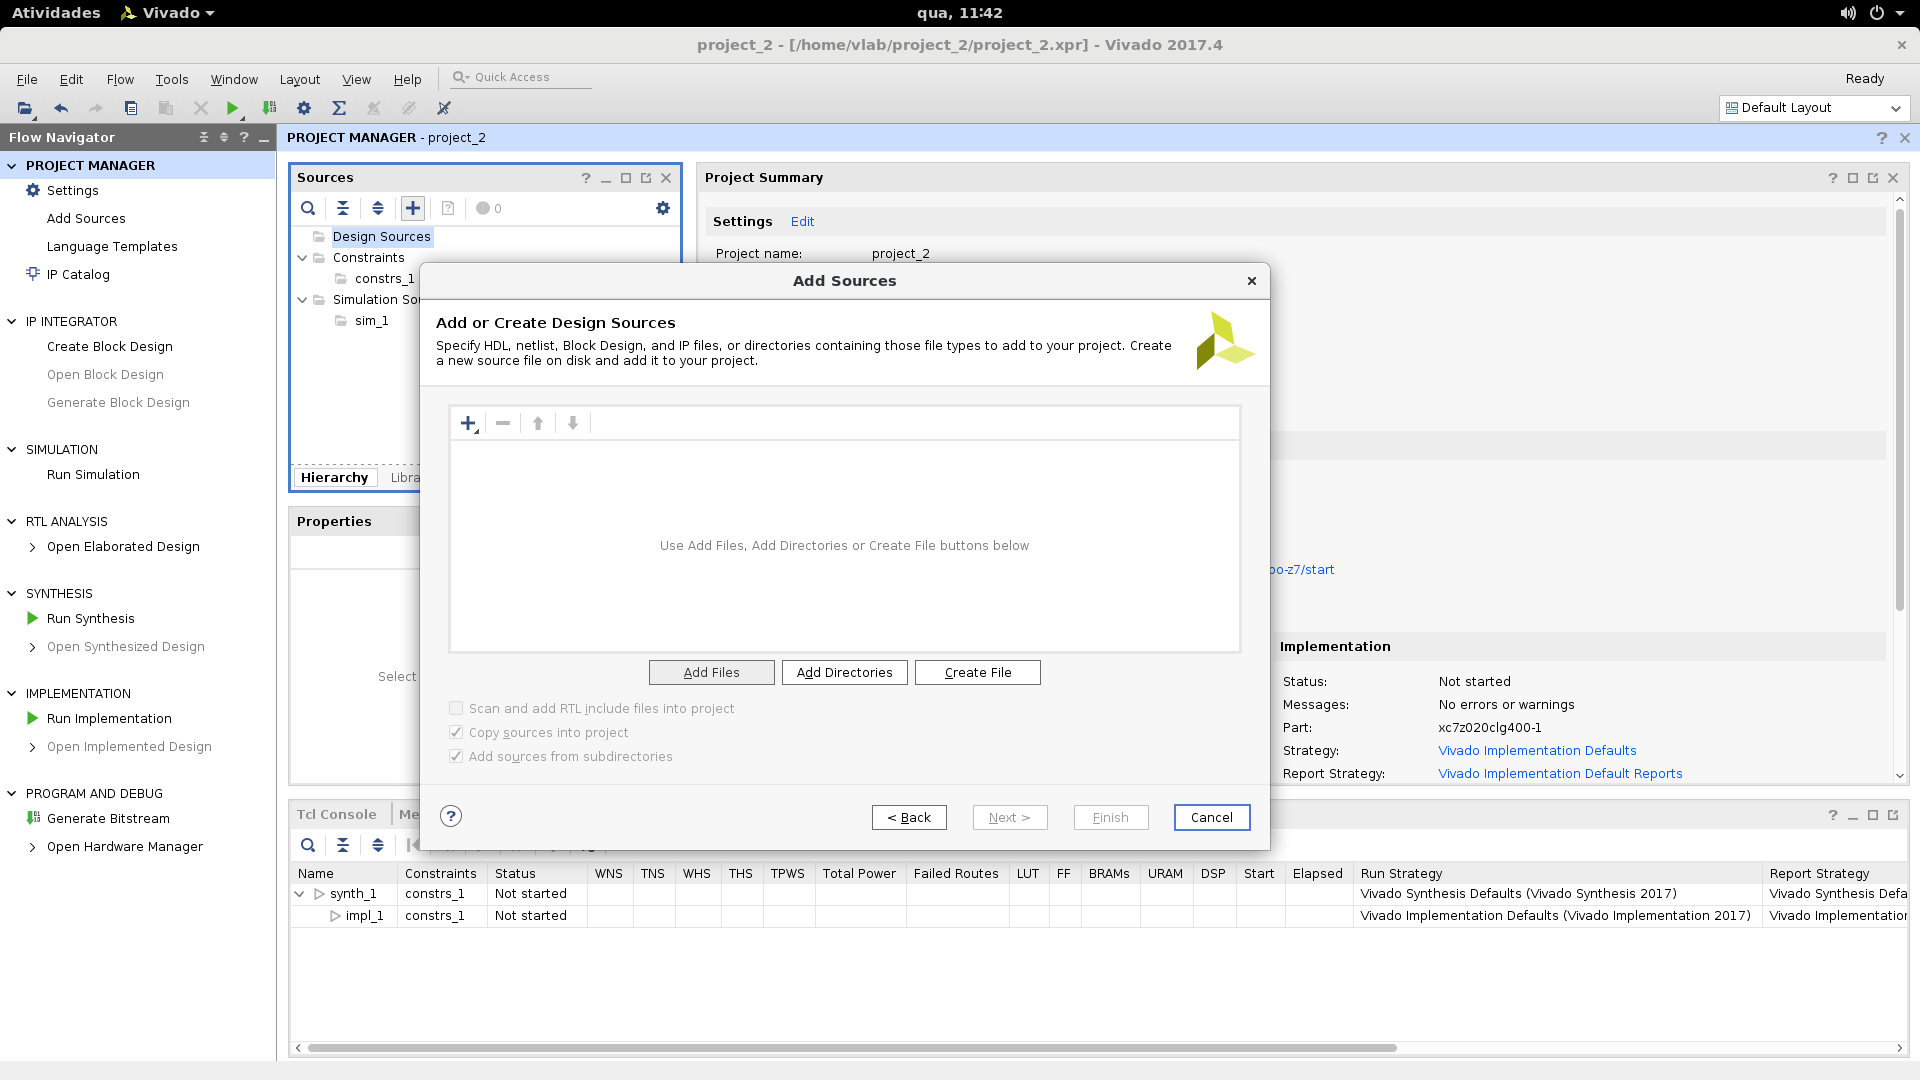 Atividades
Vivado
qua, 11:42
project_2 - [/home/vlab/project_2/project_2.xpr] - Vivado 2017.4
File Edit Flow Tools Window Layout View Help
Quick Access
Ready
Default Layout
Flow Navigator
PROJECT MANAGER
Settings
Add Sources
Language Templates
IP Catalog
IP INTEGRATOR
Create Block Design
Open Block Design
Generate Block Design
SIMULATION
Run Simulation
RTL ANALYSIS
Open Elaborated Design
SYNTHESIS
Run Synthesis
Open Synthesized Design
IMPLEMENTATION
Run Implementation
Open Implemented Design
PROGRAM AND DEBUG
Generate Bitstream
Open Hardware Manager
PROJECT MANAGER - project_2
Sources
0
Design Sources
Constraints
constrs_1
Simulation So
sim_1
Hierarchy Libra
Properties
Select
Project Summary
Settings Edit
Project name: project_2
oo-z7/start
Implementation
Status: Not started
Messages: No errors or warnings
Part: xc7z020clg400-1
Strategy: Vivado Implementation Defaults
Report Strategy: Vivado Implementation Default Reports
Add Sources
Add or Create Design Sources
Specify HDL, netlist, Block Design, and IP files, or directories containing those file types to add to your project. Create
a new source file on disk and add it to your project.
Use Add Files, Add Directories or Create File buttons below
Add Files Add Directories Create File
Scan and add RTL include files into project
Copy sources into project
Add sources from subdirectories
? < Back Next > Finish Cancel
Tcl Console Me
Name Constraints Status WNS TNS WHS THS TPWS Total Power Failed Routes LUT FF BRAMs URAM DSP Start Elapsed Run Strategy Report Strategy
synth_1 constrs_1 Not started Vivado Synthesis Defaults (Vivado Synthesis 2017) Vivado Synthesis Defa
impl_1 constrs_1 Not started Vivado Implementation Defaults (Vivado Implementation 2017) Vivado Implementation